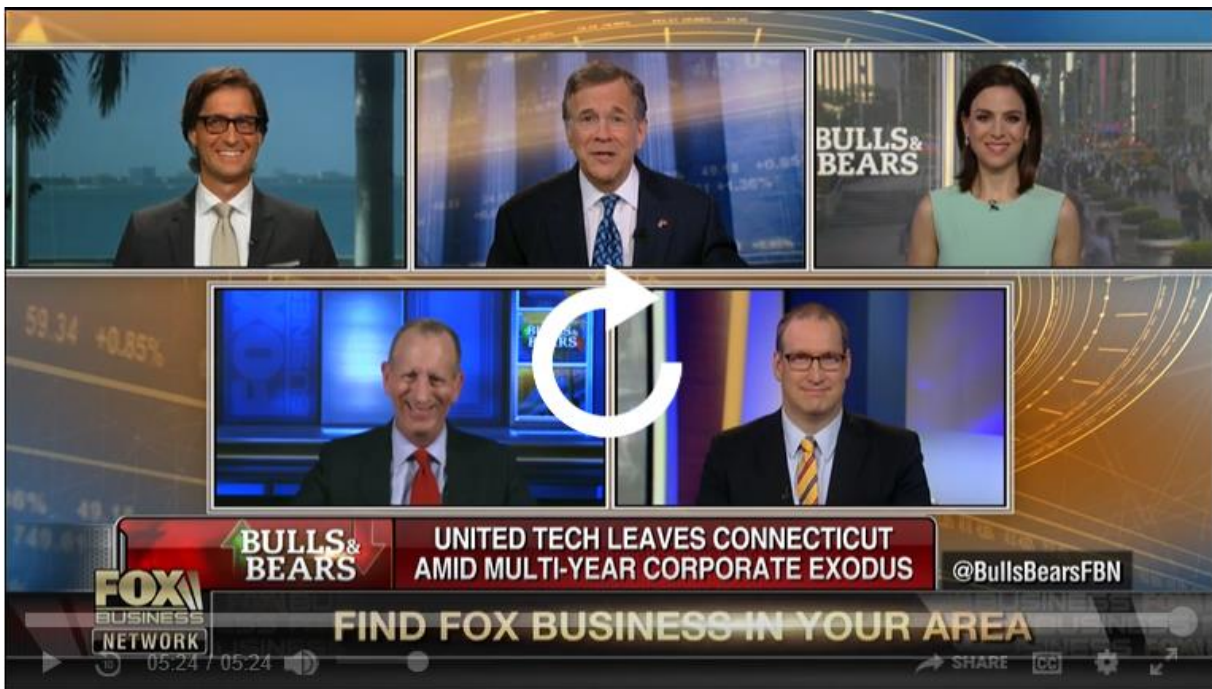 BULLS&
BEARS
59.34 +0.85%
BULLS&
BEARS
BULLS&
BEARS
UNITED TECH LEAVES CONNECTICUT
AMID MULTI-YEAR CORPORATE EXODUS
@BullsBearsFBN
FOX
BUSINESS
NETWORK
FIND FOX BUSINESS IN YOUR AREA
10
05:24 / 05:24
SHARE
CC